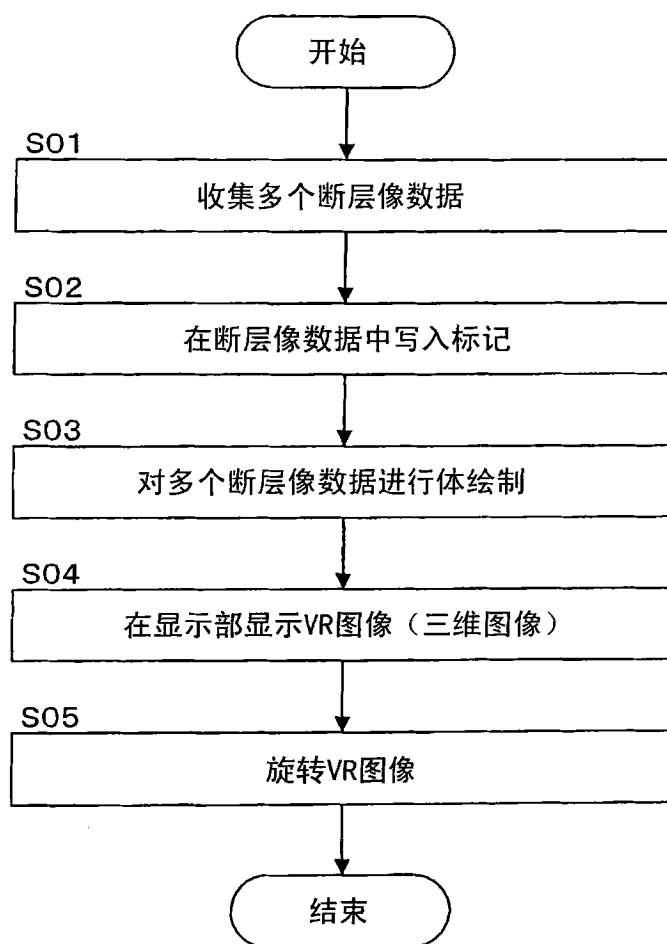 开始
S01
收集多个断层像数据
S02
在断层像数据中写入标记
S03
对多个断层像数据进行体绘制
S04
在显示部显示VR图像（三维图像）
S05
旋转VR图像
结束